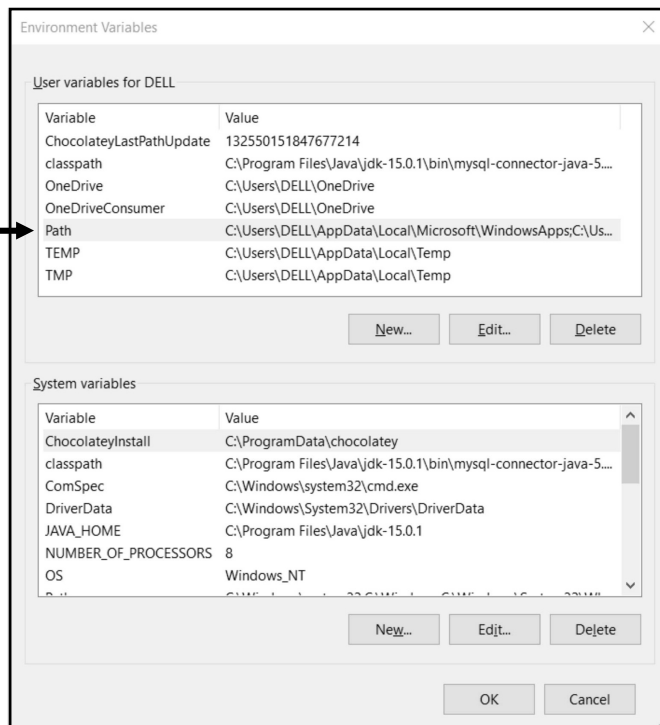 Environment Variables
User variables for DELL
Variable Value
ChocolateyLastPathUpdate 132550151847677214
classpath C:\Program Files\Java\jdk-15.0.1\bin\mysql-connector-java-5....
OneDrive C:\Users\DELL\OneDrive
OneDriveConsumer C:\Users\DELL\OneDrive
Path C:\Users\DELL\AppData\Local\Microsoft\WindowsApps;C:\Us...
TEMP C:\Users\DELL\AppData\Local\Temp
TMP C:\Users\DELL\AppData\Local\Temp
New... Edit... Delete
System variables
Variable Value
ChocolateyInstall C:\ProgramData\chocolatey
classpath C:\Program Files\Java\jdk-15.0.1\bin\mysql-connector-java-5....
ComSpec C:\Windows\system32\cmd.exe
DriverData C:\Windows\System32\Drivers\DriverData
JAVA_HOME C:\Program Files\Java\jdk-15.0.1
NUMBER_OF_PROCESSORS 8
OS Windows_NT
New... Edit... Delete
OK Cancel